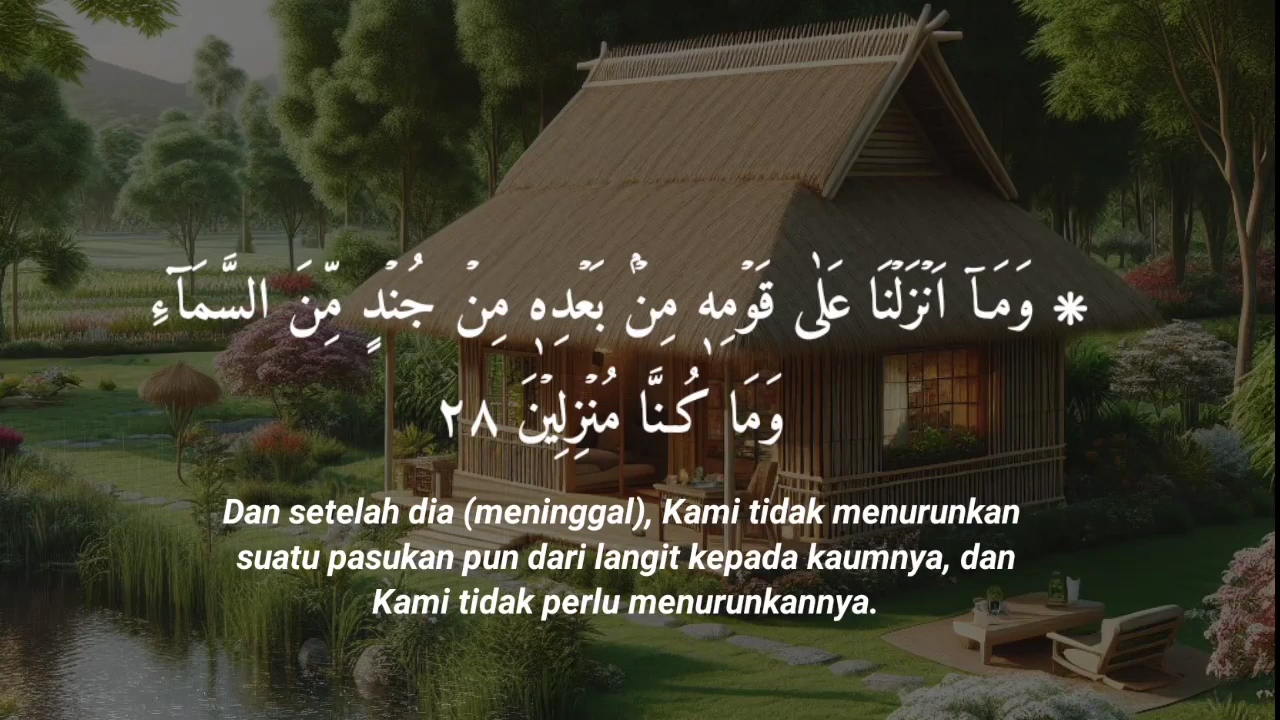 * وَمَآ اَنْزَلْنَا عَلٰى قَوْمِهٖ مِنْۢ بَعْدِهٖ مِنْ جُنْدٍ مِّنَ السَّمَاۤءِ
وَمَا كُنَّا مُنْزِلِيْنَ ٢٨
Dan setelah dia (meninggal), Kami tidak menurunkan
suatu pasukan pun dari langit kepada kaumnya, dan
Kami tidak perlu menurunkannya.